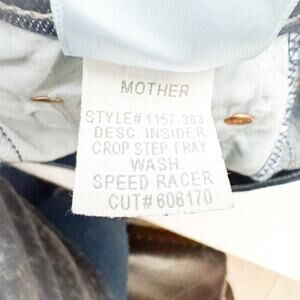 MOTHER
STYLE# 1157-383
DESC INSIDER
CROP STEP FRAY
WASH.
SPEED RACER
CUT# 606170